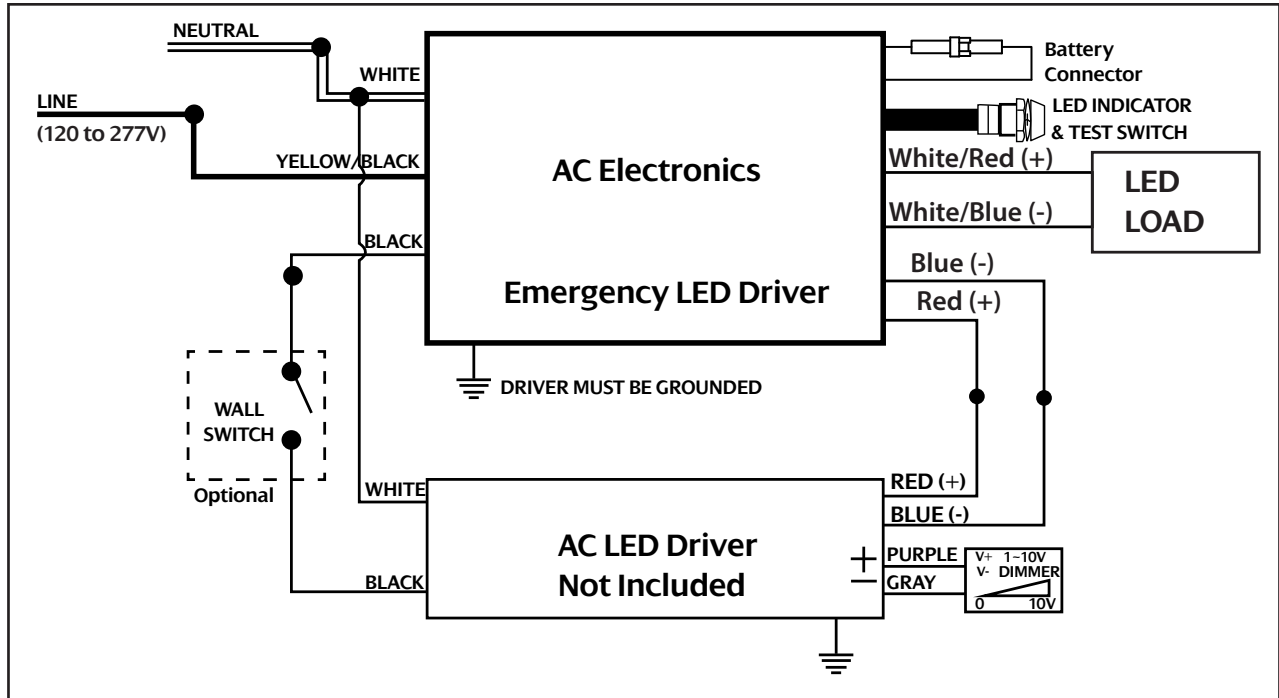 NEUTRAL
WHITE
LINE
(120 to 277V)
YELLOW/BLACK
BLACK
AC Electronics
Emergency LED Driver
Battery
Connector
LED INDICATOR
& TEST SWITCH
White/Red (+)
White/Blue (-)
LED
LOAD
Blue (-)
Red (+)
DRIVER MUST BE GROUNDED
WALL
SWITCH
Optional
WHITE
BLACK
AC LED Driver
Not Included
RED (+)
BLUE (-)
+ PURPLE
− GRAY
V+ 1~10V
V- DIMMER
0 10V